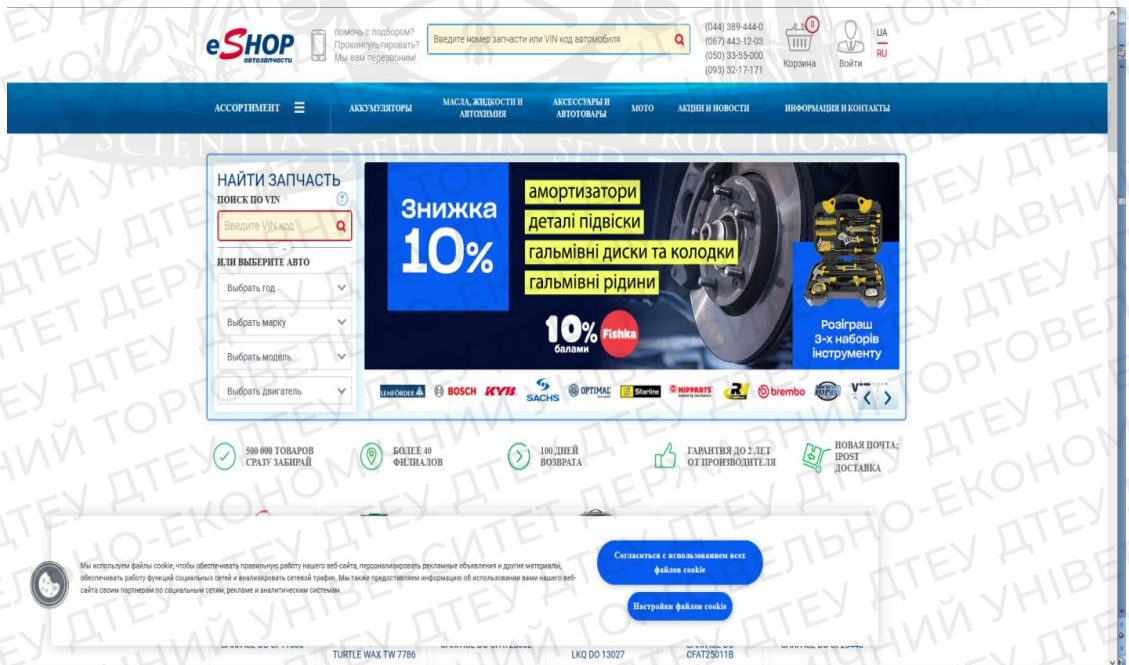 eSHOP
автозапчасти
помочь с подбором?
Проконсультировать?
Мы вам перезвоним!
Введите номер запчасти или VIN код автомобиля
(044) 389-444-0
(067) 443-12-03
(050) 33-55-000
(093) 32-17-171
0
Корзина
Войти
UA
RU
АССОРТИМЕНТ
АККУМУЛЯТОРЫ
МАСЛА, ЖИДКОСТИ И
АВТОХИМИЯ
АКСЕССУАРЫ И
АВТОТОВАРЫ
МОТО
АКЦИИ И НОВОСТИ
ИНФОРМАЦИЯ И КОНТАКТЫ
НАЙТИ ЗАПЧАСТЬ
ПОИСК ПО VIN
Введите VIN код
ИЛИ ВЫБЕРИТЕ АВТО
Выбрать год
Выбрать марку
Выбрать модель
Выбрать двигатель
Знижка
10%
амортизатори
деталі підвіски
гальмівні диски та колодки
гальмівні рідини
10%
балами
Fishka
Розіграш
3-х наборів
інструменту
LEMFÖRDER
BOSCH
KYB
SACHS
OPTIMAL
Starline
NIPPARTS
brembo
500 000 ТОВАРОВ
СРАЗУ ЗАБИРАЙ
БОЛЕЕ 40
ФИЛИАЛОВ
100 ДНЕЙ
ВОЗВРАТА
ГАРАНТИЯ ДО 2 ЛЕТ
ОТ ПРОИЗВОДИТЕЛЯ
НОВАЯ ПОЧТА;
IPOST
ДОСТАВКА
Мы используем файлы cookie, чтобы обеспечивать правильную работу нашего веб-сайта, персонализировать рекламные объявления и другие материалы,
обеспечивать работу функций социальных сетей и анализировать сетевой трафик. Мы также предоставляем информацию об использовании вами нашего веб-
сайта своим партнерам по социальным сетям, рекламе и аналитическим системам.
Согласиться с использованием всех
файлов cookie
Настройки файлов cookie
TURTLE WAX TW 7786
LKQ DO 13027
CFAT25011B